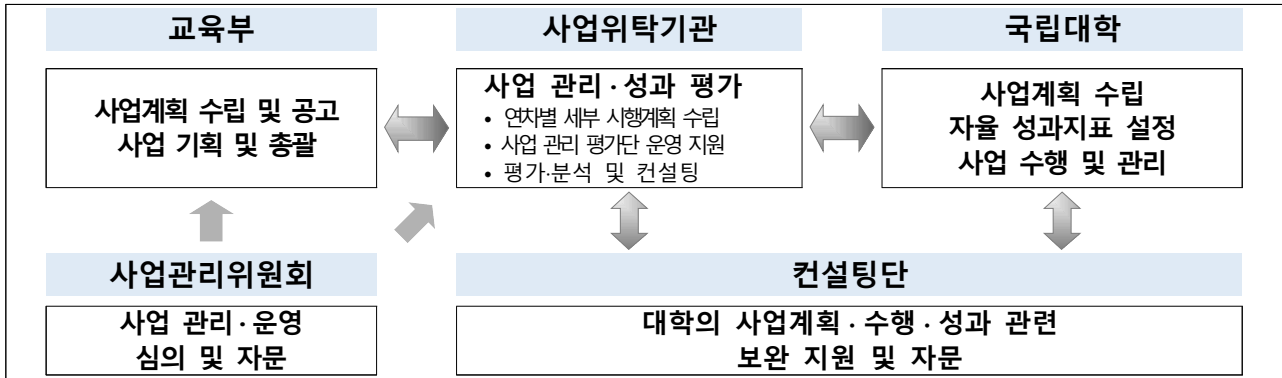 교육부
사업계획 수립 및 공고
사업 기획 및 총괄
사업위탁기관
사업 관리·성과 평가
• 연차별 세부 시행계획 수립
• 사업 관리 평가단 운영 지원
• 평가·분석 및 컨설팅
국립대학
사업계획 수립
자율 성과지표 설정
사업 수행 및 관리
사업관리위원회
사업 관리·운영
심의 및 자문
컨설팅단
대학의 사업계획·수행·성과 관련
보완 지원 및 자문